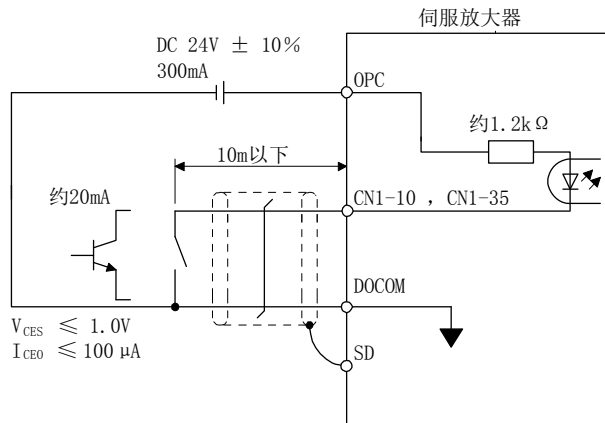 伺服放大器
DC 24V ± 10%
300mA
OPC
约1.2kΩ
10m以下
约20mA
CN1-10 , CN1-35
DOCOM
VCES ≤ 1.0V
ICEO ≤ 100 μA
SD